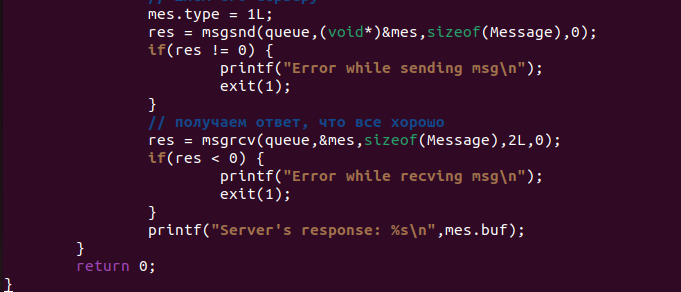 mes.type = 1L;
res = msgsnd(queue,(void*)&mes,sizeof(Message),0);
if(res != 0) {
printf("Error while sending msg\n");
exit(1);
}
// получаем ответ, что все хорошо
res = msgrcv(queue,&mes,sizeof(Message),2L,0);
if(res < 0) {
printf("Error while recving msg\n");
exit(1);
}
printf("Server's response: %s\n",mes.buf);
}
return 0;
}